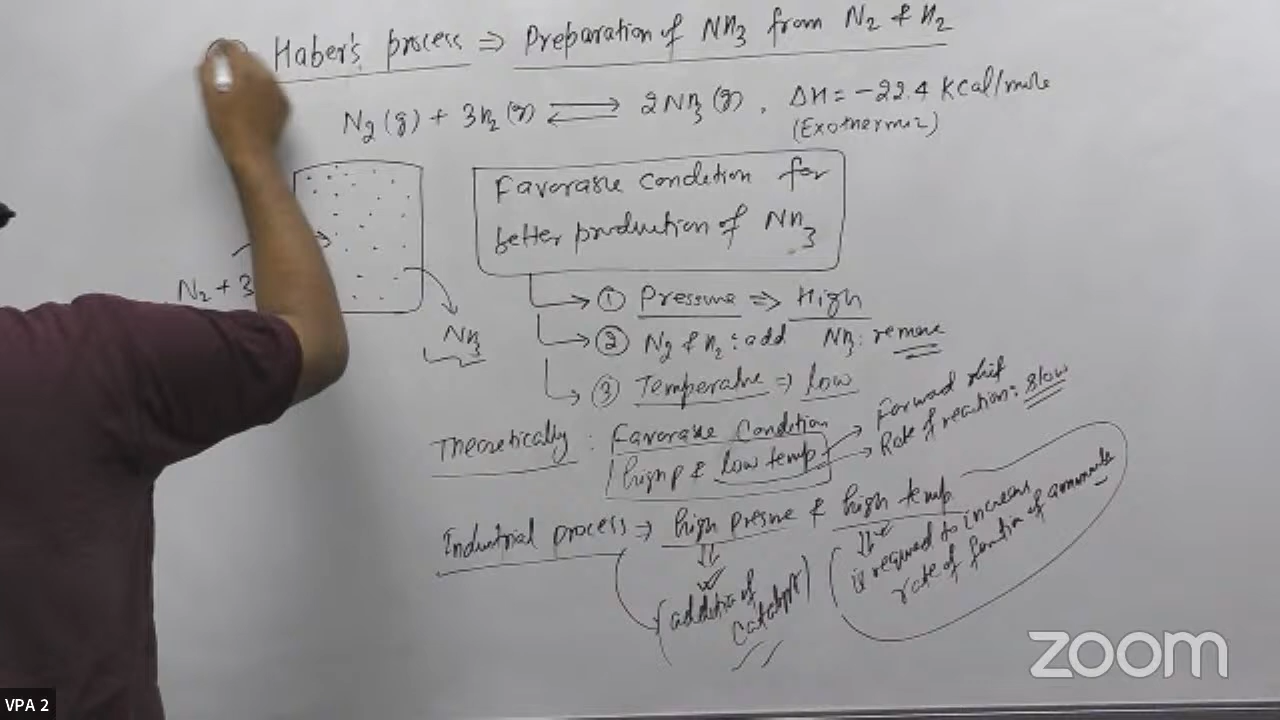 Haber's process ⇒ Preparation of NH3 from N2 & H2
N2(g) + 3H2(g) ⇌ 2NH3(g), ΔH = -22.4 Kcal/mole
(Exothermic)
Favorable condition for
better production of NH3
N2 + 3
NH3
① Pressure ⇒ High
② N2 & H2 : add NH3 : remove
③ Temperature ⇒ low
Theoretically : Favorable Condition
high p & low temp
Forward shift
Rate of reaction : slow
Industrial process → high pressure & high temp.
(addition of
catalyst)
is required to increase
rate of formation of ammonia
zoom
VPA 2